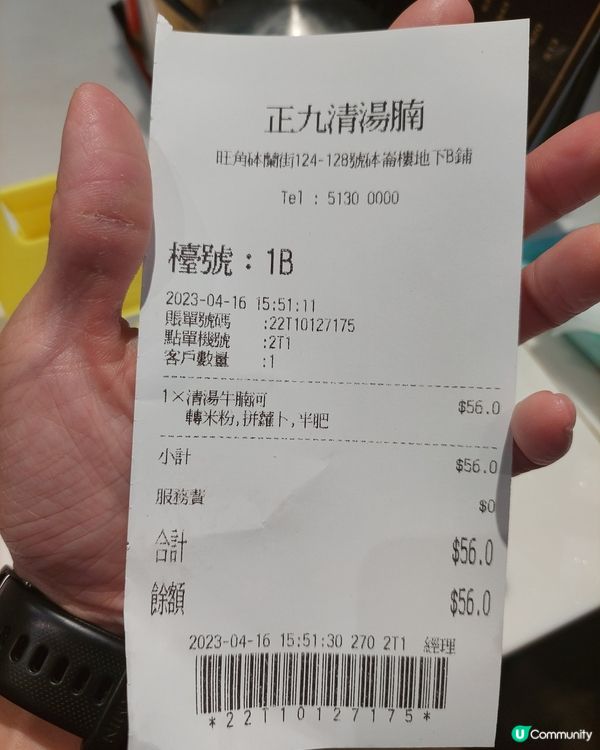 正九清湯腩
旺角砵蘭街124-128號砵崙樓地下B鋪
Tel : 5130 0000
檯號：1B
2023-04-16 15:51:11
賬單號碼 :22T10127175
點單機號 :2T1
客戶數量 :1
1×清湯牛腩河 $56.0
轉米粉,拼蘿卜,半肥
小計 $56.0
服務費 $0
合計 $56.0
餘額 $56.0
2023-04-16 15:51:30 270 2T1 經理
*22T10127175*
U Community